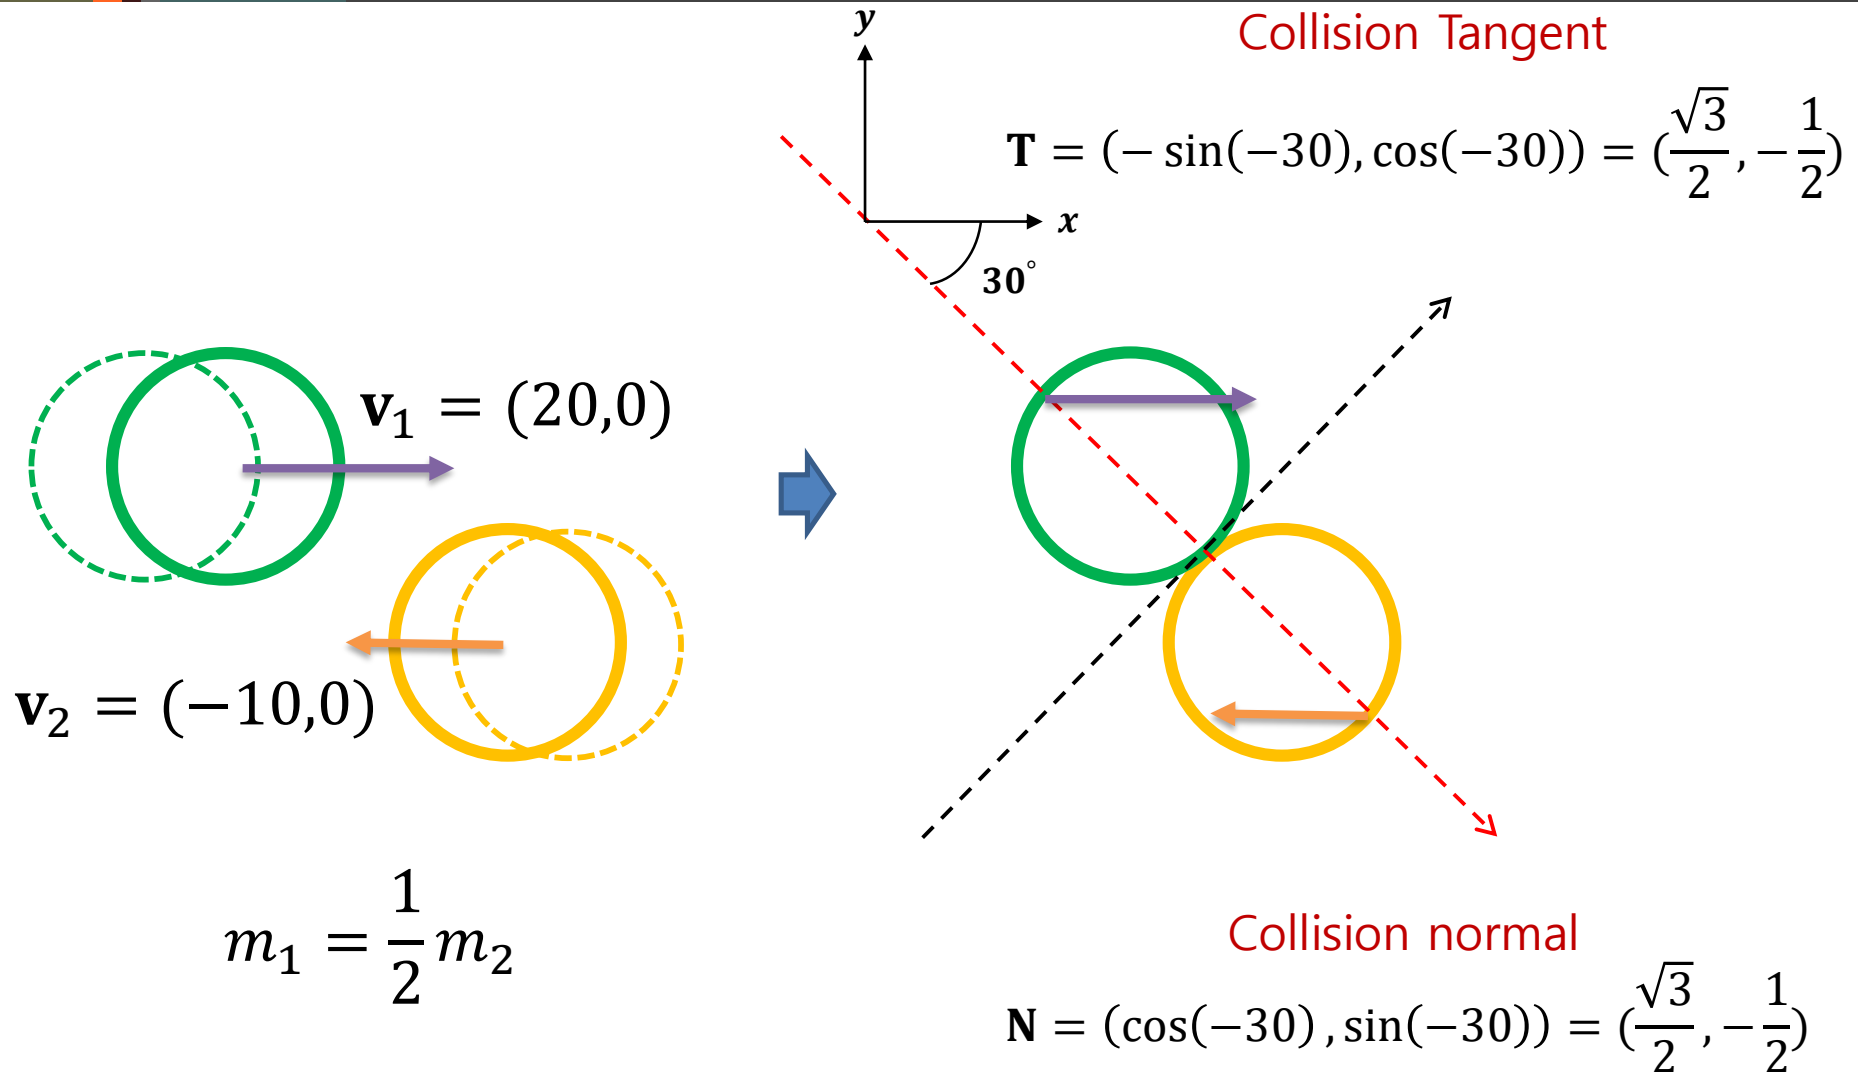 y
Collision Tangent
T = (− sin(−30), cos(−30)) = (√3/2, −1/2)
x
30°
v₁ = (20,0)
v₂ = (−10,0)
m₁ = 1/2 m₂
Collision normal
N = (cos(−30) , sin(−30)) = (√3/2, −1/2)